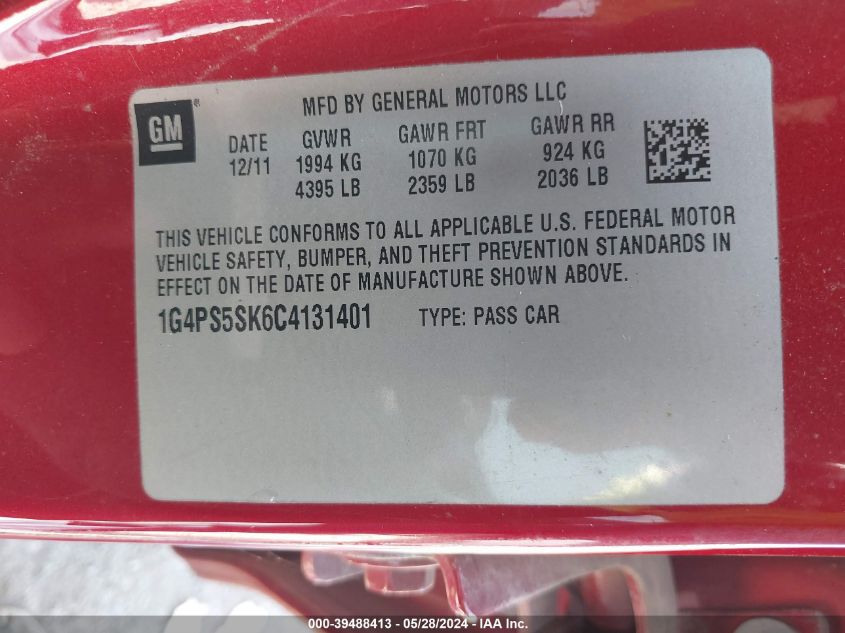 MFD BY GENERAL MOTORS LLC
GM®
DATE GVWR GAWR FRT GAWR RR
12/11 1994 KG 1070 KG 924 KG
4395 LB 2359 LB 2036 LB
THIS VEHICLE CONFORMS TO ALL APPLICABLE U.S. FEDERAL MOTOR
VEHICLE SAFETY, BUMPER, AND THEFT PREVENTION STANDARDS IN
EFFECT ON THE DATE OF MANUFACTURE SHOWN ABOVE.
1G4PS5SK6C4131401 TYPE: PASS CAR
000-39488413 - 05/28/2024 - IAA Inc.